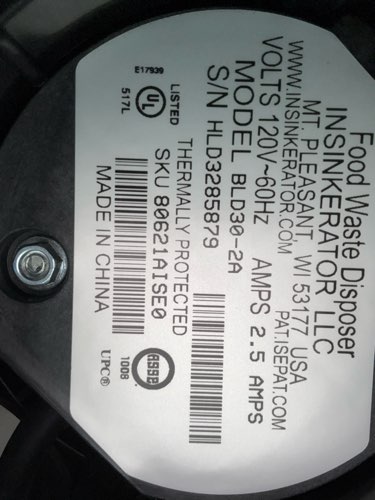 Food Waste Disposer
INSINKERATOR LLC
MT. PLEASANT, WI 53177 USA
WWW.INSINKERATOR.COM PAT.ISEPAT.COM
VOLTS 120V~60Hz AMPS 2.5 AMPS
MODEL BLD30-2A
S/N HLD3285879
THERMALLY PROTECTED
SKU 80621AISE0
MADE IN CHINA
E17939
UL
LISTED
517L
ASSE
1008
UPC®